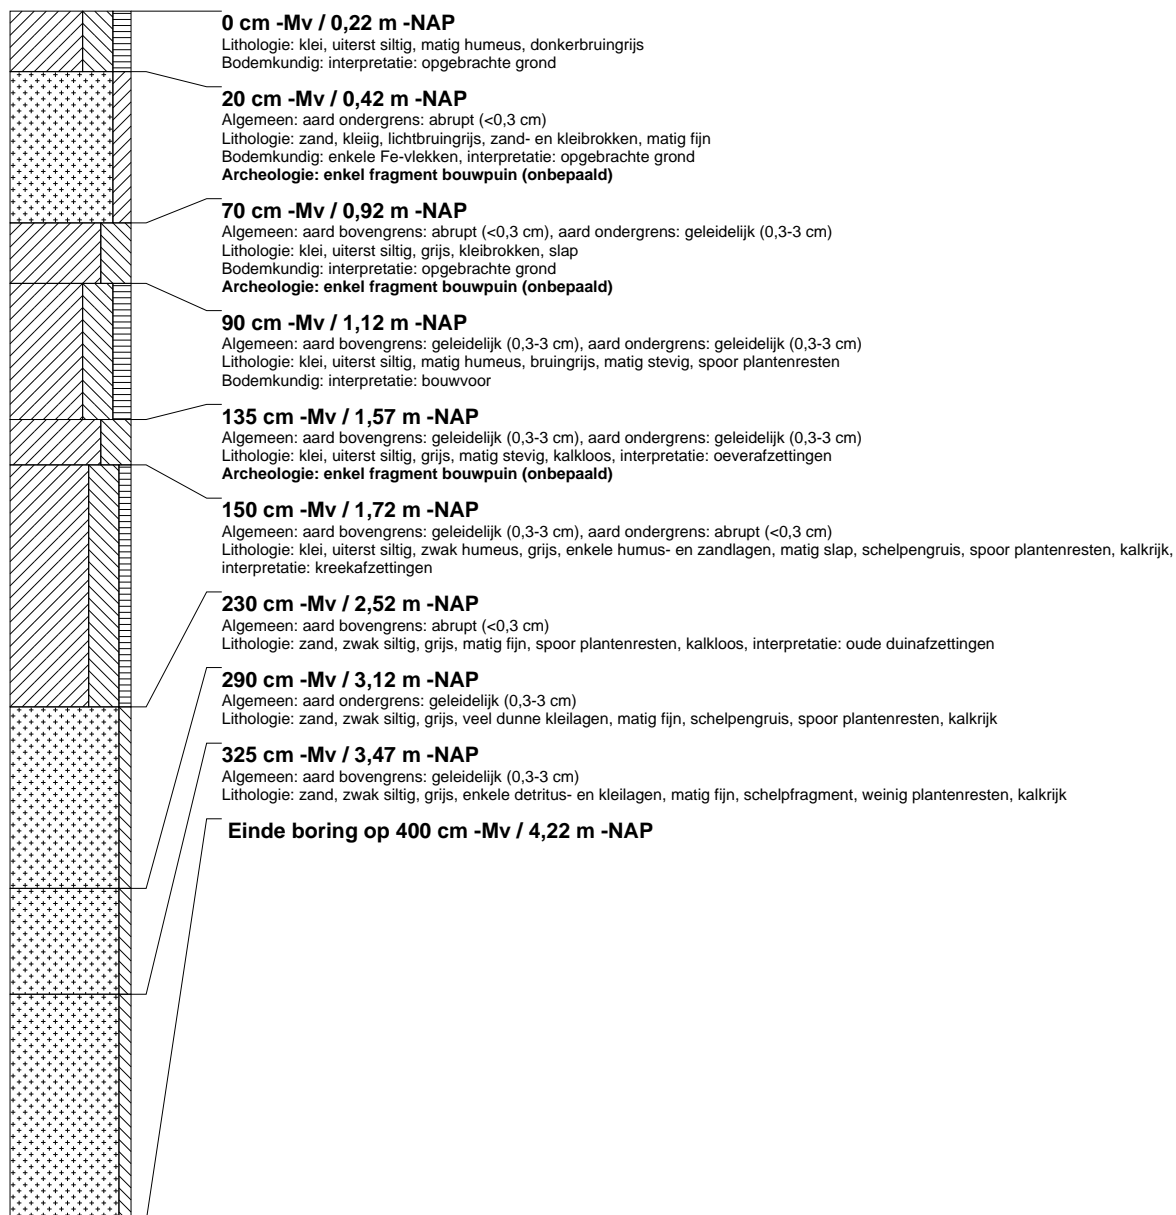 0 cm -Mv / 0,22 m -NAP
Lithologie: klei, uiterst siltig, matig humeus, donkerbruingrijs
Bodemkundig: interpretatie: opgebrachte grond
20 cm -Mv / 0,42 m -NAP
Algemeen: aard ondergrens: abrupt (<0,3 cm)
Lithologie: zand, kleiig, lichtbruingrijs, zand- en kleibrokken, matig fijn
Bodemkundig: enkele Fe-vlekken, interpretatie: opgebrachte grond
Archeologie: enkel fragment bouwpuin (onbepaald)
70 cm -Mv / 0,92 m -NAP
Algemeen: aard bovengrens: abrupt (<0,3 cm), aard ondergrens: geleidelijk (0,3-3 cm)
Lithologie: klei, uiterst siltig, grijs, kleibrokken, slap
Bodemkundig: interpretatie: opgebrachte grond
Archeologie: enkel fragment bouwpuin (onbepaald)
90 cm -Mv / 1,12 m -NAP
Algemeen: aard bovengrens: geleidelijk (0,3-3 cm), aard ondergrens: geleidelijk (0,3-3 cm)
Lithologie: klei, uiterst siltig, matig humeus, bruingrijs, matig stevig, spoor plantenresten
Bodemkundig: interpretatie: bouwvoor
135 cm -Mv / 1,57 m -NAP
Algemeen: aard bovengrens: geleidelijk (0,3-3 cm), aard ondergrens: geleidelijk (0,3-3 cm)
Lithologie: klei, uiterst siltig, grijs, matig stevig, kalkloos, interpretatie: oeverafzettingen
Archeologie: enkel fragment bouwpuin (onbepaald)
150 cm -Mv / 1,72 m -NAP
Algemeen: aard bovengrens: geleidelijk (0,3-3 cm), aard ondergrens: abrupt (<0,3 cm)
Lithologie: klei, uiterst siltig, zwak humeus, grijs, enkele humus- en zandlagen, matig slap, schelpengruis, spoor plantenresten, kalkrijk,
interpretatie: kreekafzettingen
230 cm -Mv / 2,52 m -NAP
Algemeen: aard bovengrens: abrupt (<0,3 cm)
Lithologie: zand, zwak siltig, grijs, matig fijn, spoor plantenresten, kalkloos, interpretatie: oude duinafzettingen
290 cm -Mv / 3,12 m -NAP
Algemeen: aard ondergrens: geleidelijk (0,3-3 cm)
Lithologie: zand, zwak siltig, grijs, veel dunne kleilagen, matig fijn, schelpengruis, spoor plantenresten, kalkrijk
325 cm -Mv / 3,47 m -NAP
Algemeen: aard bovengrens: geleidelijk (0,3-3 cm)
Lithologie: zand, zwak siltig, grijs, enkele detritus- en kleilagen, matig fijn, schelpfragment, weinig plantenresten, kalkrijk
Einde boring op 400 cm -Mv / 4,22 m -NAP